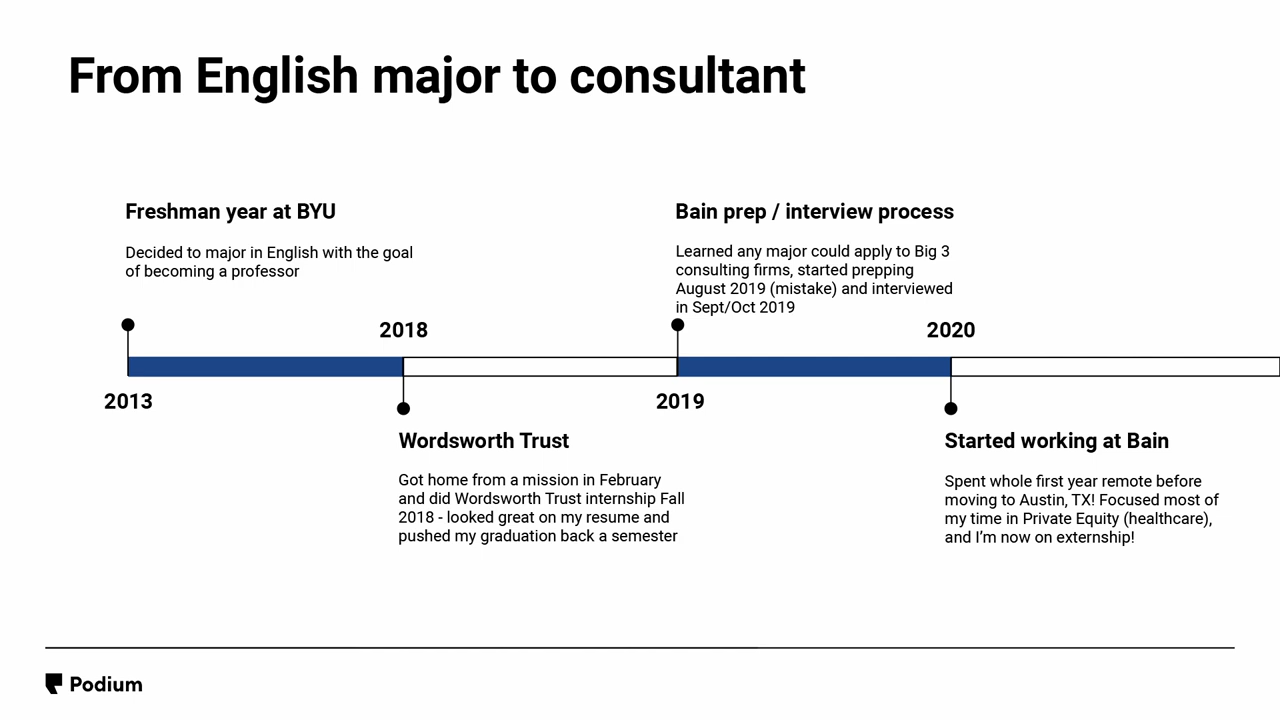 From English major to consultant
Freshman year at BYU
Decided to major in English with the goal
of becoming a professor
Bain prep / interview process
Learned any major could apply to Big 3
consulting firms, started prepping
August 2019 (mistake) and interviewed
in Sept/Oct 2019
2018
2020
2013
2019
Wordsworth Trust
Got home from a mission in February
and did Wordsworth Trust internship Fall
2018 - looked great on my resume and
pushed my graduation back a semester
Started working at Bain
Spent whole first year remote before
moving to Austin, TX! Focused most of
my time in Private Equity (healthcare),
and I’m now on externship!
Podium